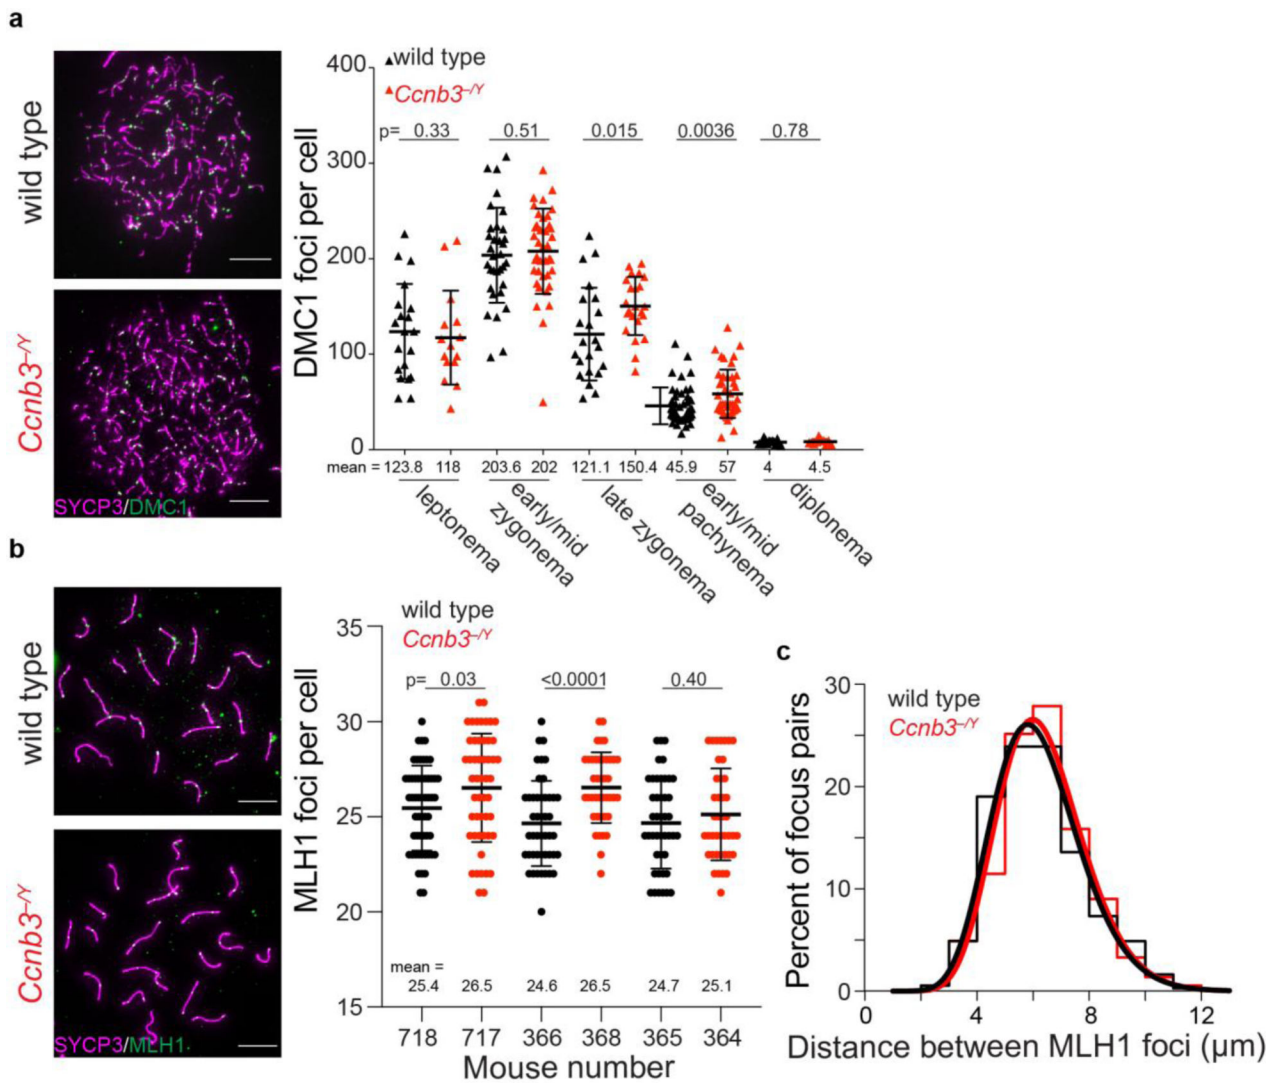 a
wild type
Ccnb3–/Y
SYCP3/DMC1
DMC1 foci per cell
400
300
200
100
0
wild type
Ccnb3–/Y
p= 0.33 0.51 0.015 0.0036 0.78
mean = 123.8 118 203.6 202 121.1 150.4 45.9 57 4 4.5
leptonema
early/mid
zygonema
late zygonema
early/mid
pachynema
diplonema
b
wild type
Ccnb3–/Y
SYCP3/MLH1
MLH1 foci per cell
35
30
25
20
15
wild type
Ccnb3–/Y
p= 0.03 <0.0001 0.40
mean =
25.4 26.5 24.6 26.5 24.7 25.1
718 717 366 368 365 364
Mouse number
c
Percent of focus pairs
30
20
10
0
wild type
Ccnb3–/Y
0 4 8 12
Distance between MLH1 foci (μm)